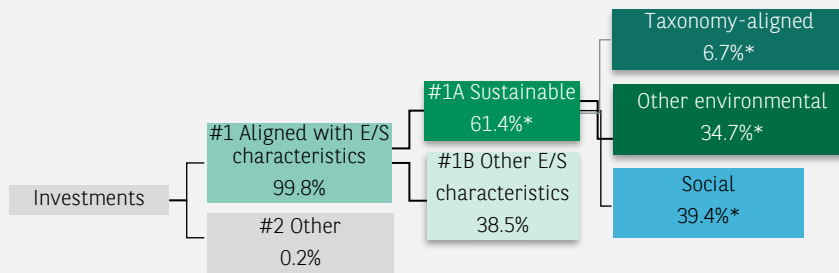 Investments
#1 Aligned with E/S
characteristics
99.8%
#2 Other
0.2%
#1A Sustainable
61.4%*
#1B Other E/S
characteristics
38.5%
Taxonomy-aligned
6.7%*
Other environmental
34.7%*
Social
39.4%*